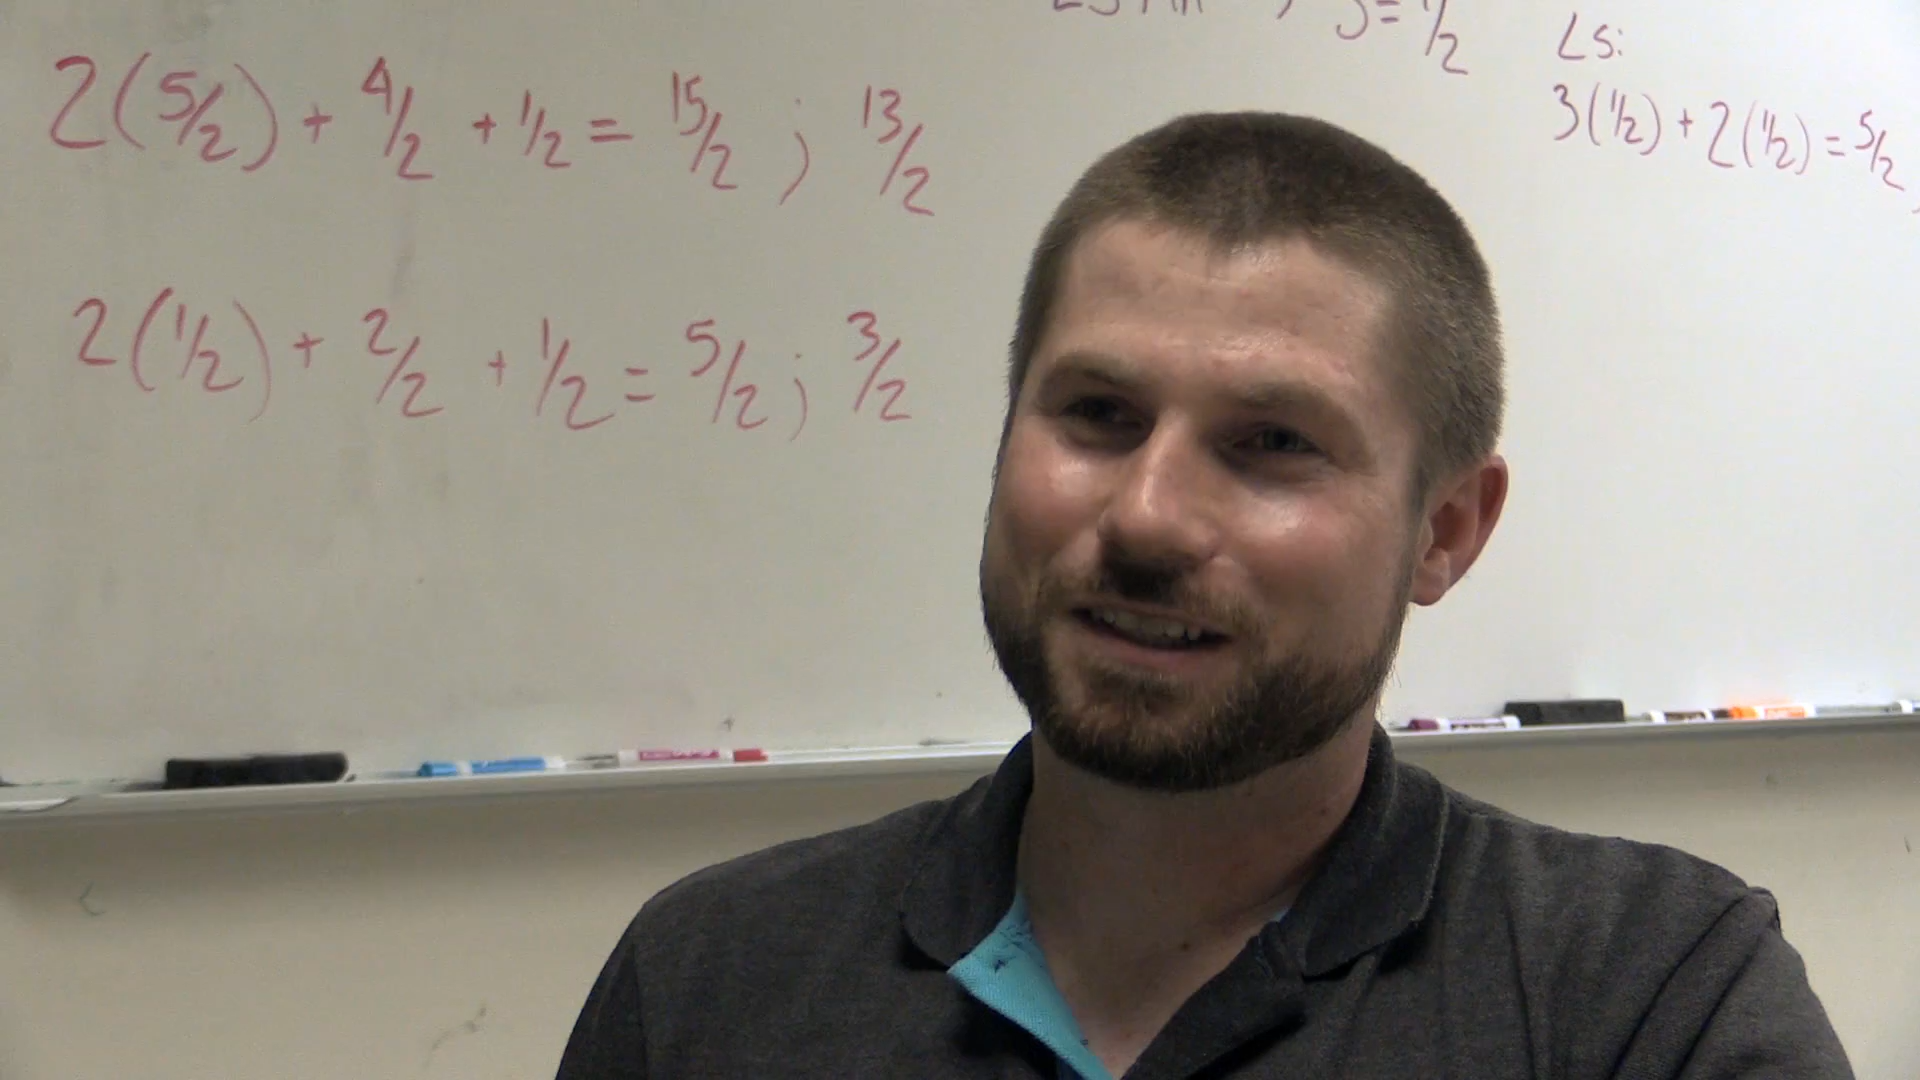 2(5/2) + 4/2 + 1/2 = 15/2 ; 13/2
2(1/2) + 2/2 + 1/2 = 5/2 ; 3/2
J = 1/2
LS:
3(1/2) + 2(1/2) = 5/2